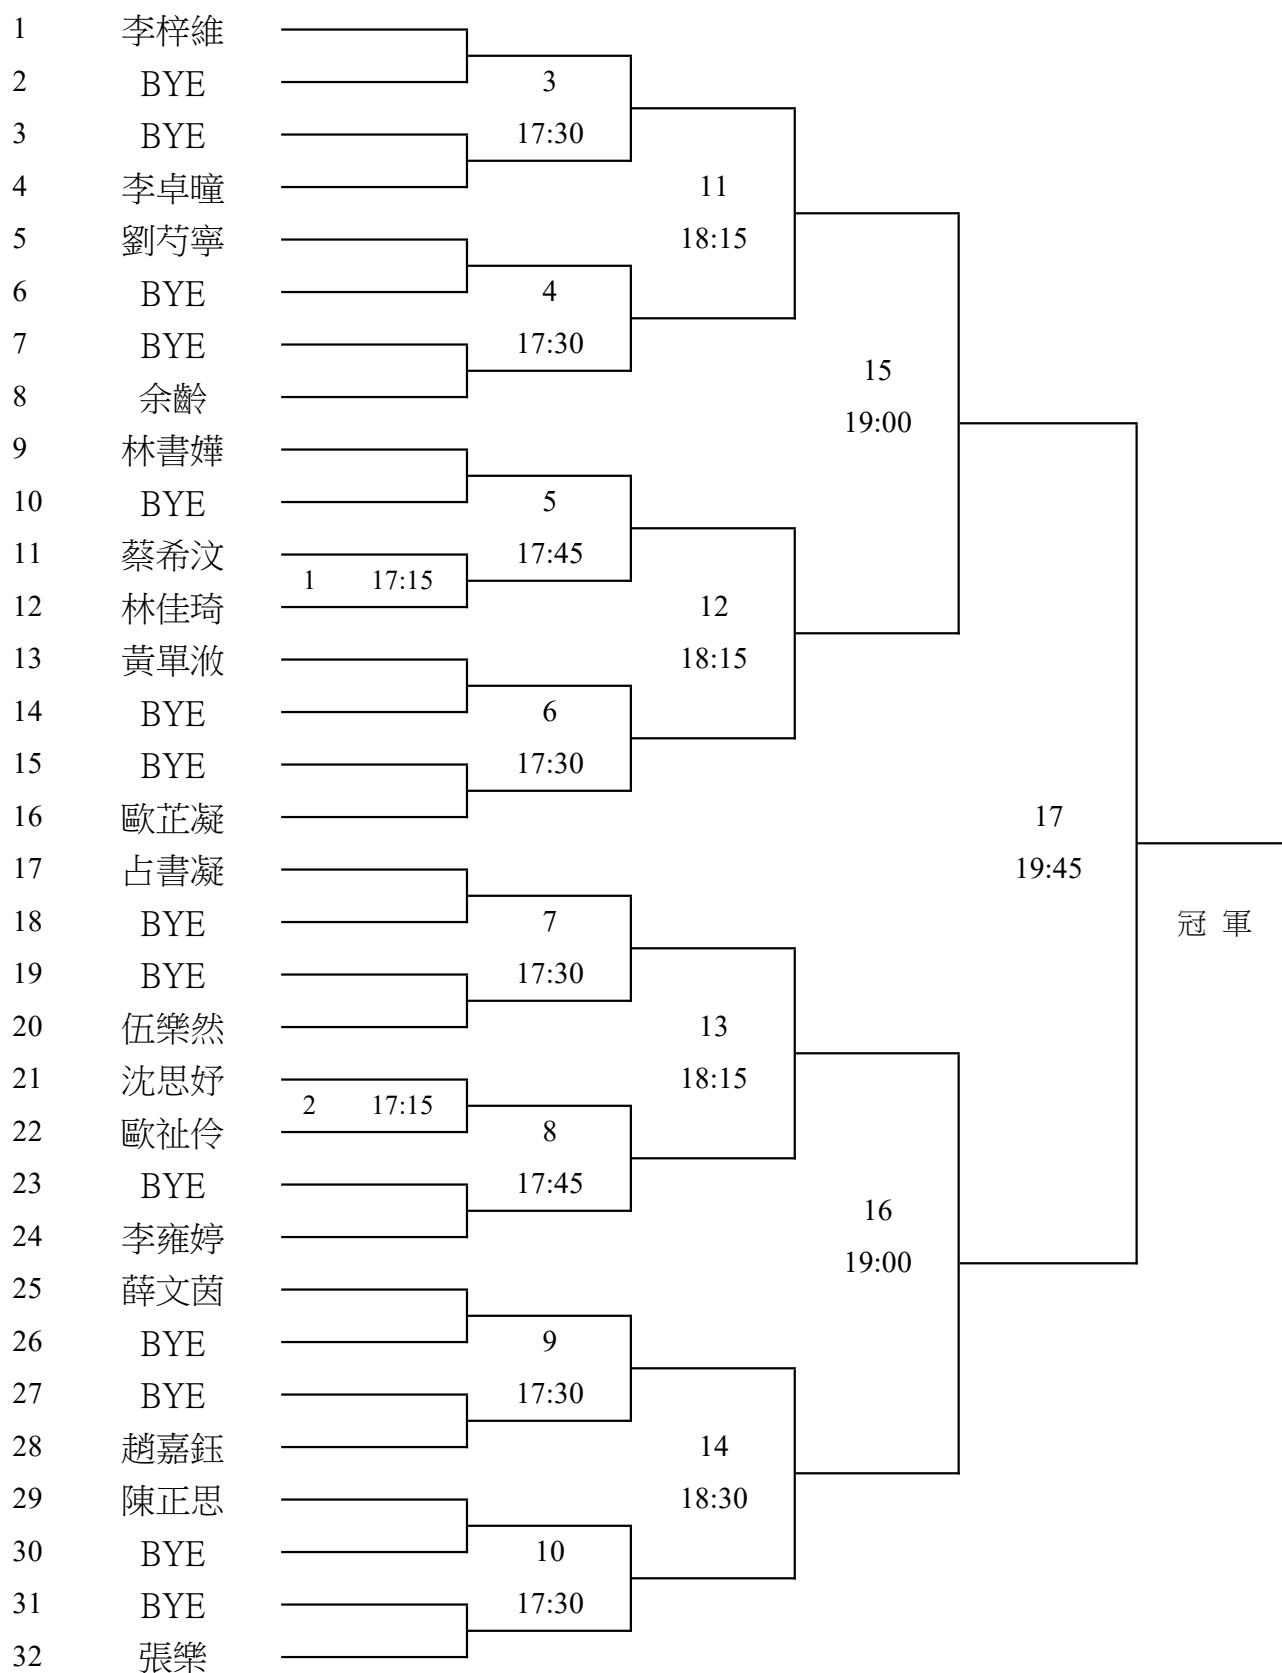 1 李梓維
2 BYE 3
3 BYE 17:30
4 李卓曈 11
5 劉芍寧 18:15
6 BYE 4
7 BYE 17:30
15
8 余齡
9 林書嬅 19:00
10 BYE 5
11 蔡希汶 17:45
1 17:15
12 林佳琦 12
13 黃單浟 18:15
14 BYE 6
15 BYE 17:30
16 歐芷凝 17
17 占書凝 19:45
18 BYE 7 冠 軍
19 BYE 17:30
20 伍樂然 13
21 沈思妤 18:15
2 17:15
22 歐祉伶 8
23 BYE 17:45
16
24 李雍婷
25 薛文茵 19:00
26 BYE 9
27 BYE 17:30
28 趙嘉鈺 14
29 陳正思 18:30
30 BYE 10
31 BYE 17:30
32 張樂